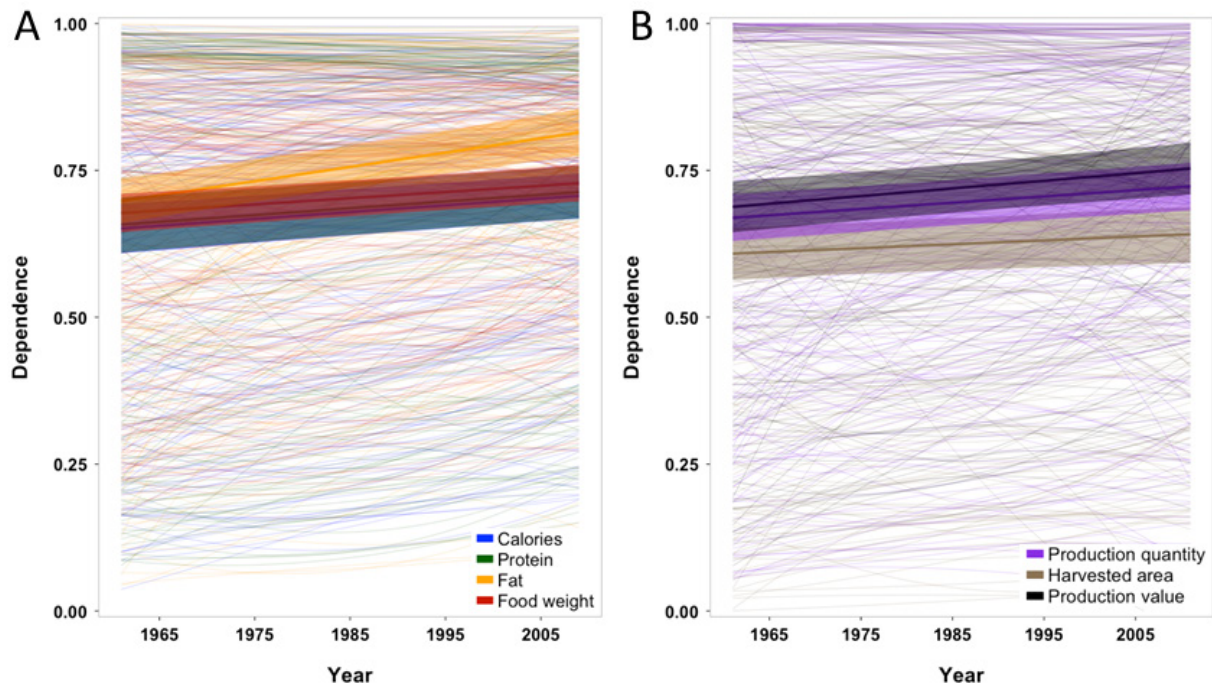 A
1.00
0.75
0.50
0.25
0.00
Dependence
1965 1975 1985 1995 2005
Year
Calories
Protein
Fat
Food weight
B
1.00
0.75
0.50
0.25
0.00
Dependence
1965 1975 1985 1995 2005
Year
Production quantity
Harvested area
Production value